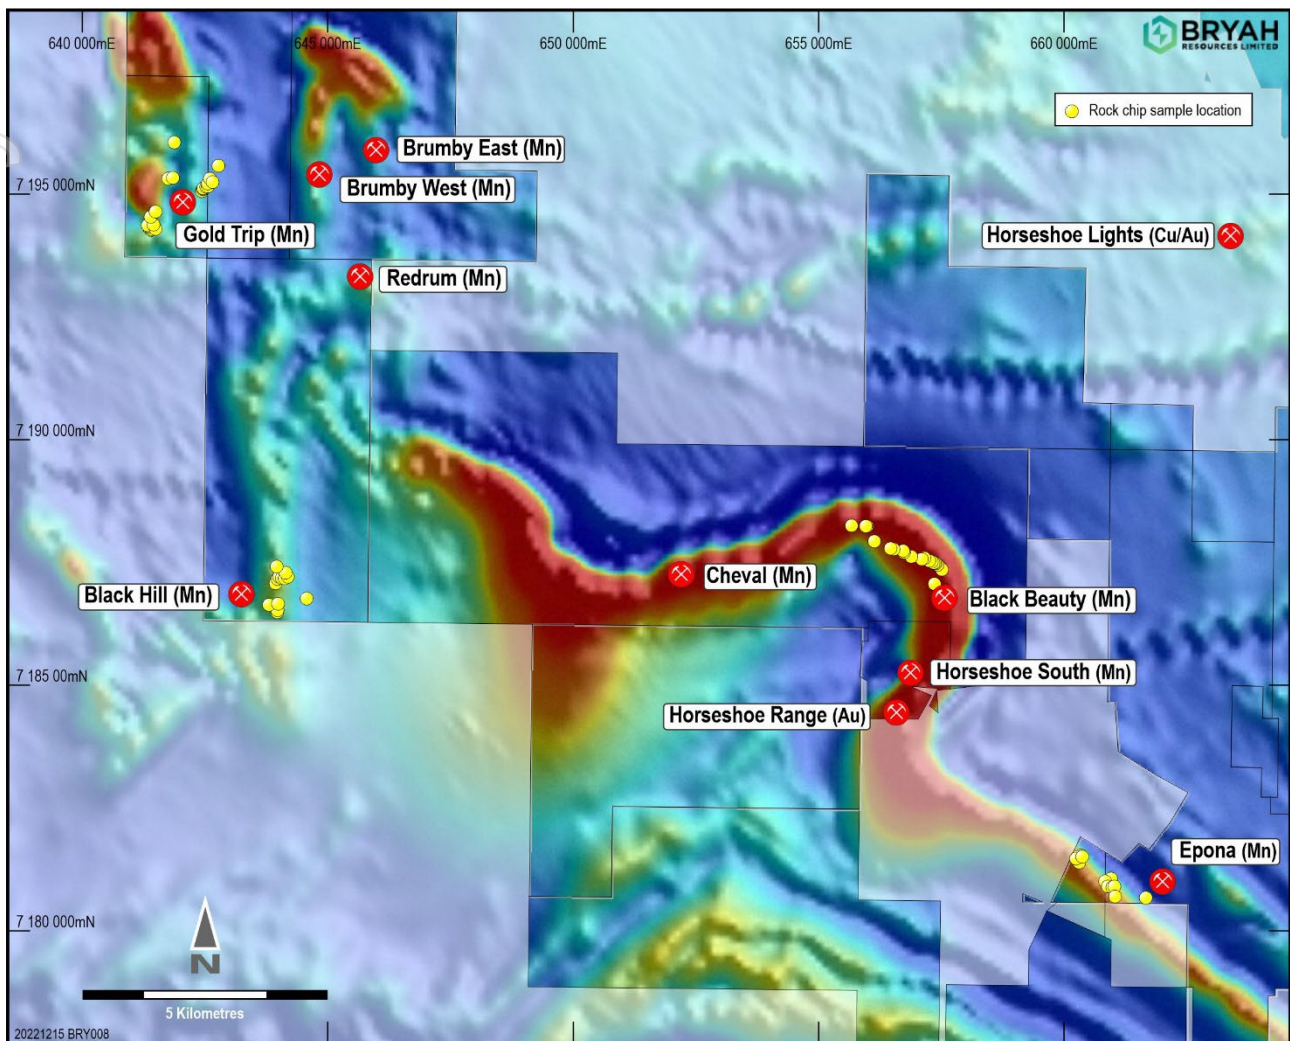 640 000mE
645 000mE
650 000mE
655 000mE
660 000mE
BRYAH
RESOURCES LIMITED
Rock chip sample location
Brumby East (Mn)
Brumby West (Mn)
7 195 000mN
Gold Trip (Mn)
Horseshoe Lights (Cu/Au)
Redrum (Mn)
7 190 000mN
Cheval (Mn)
Black Hill (Mn)
Black Beauty (Mn)
Horseshoe South (Mn)
7 185 00mN
Horseshoe Range (Au)
Epona (Mn)
7 180 000mN
N
5 Kilometres
20221215 BRY008